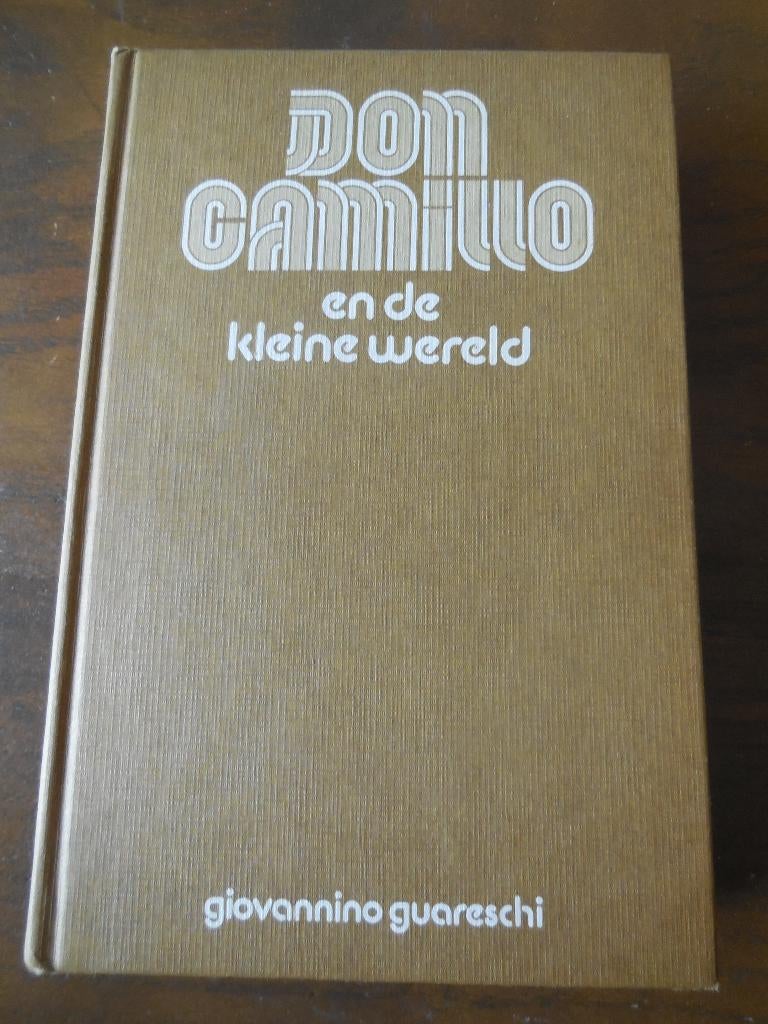 Don
Camillo
en de
kleine wereld
giovannino guareschi